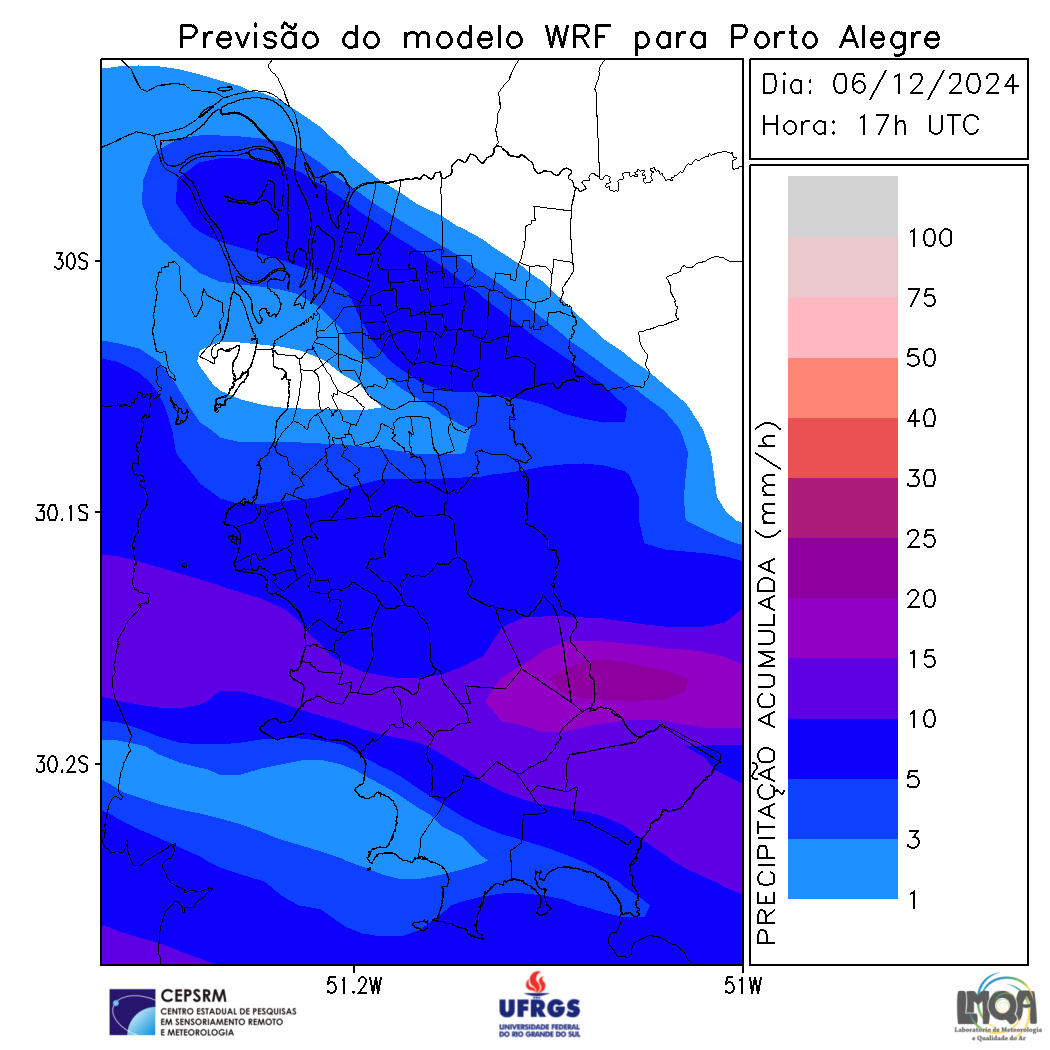 Previsão do modelo WRF para Porto Alegre
Dia: 06/12/2024
Hora: 17h UTC
100
75
50
40
30
25
20
15
10
5
3
1
PRECIPITAÇÃO ACUMULADA (mm/h)
30S
30.1S
30.2S
51.2W
51W
CEPSRM
CENTRO ESTADUAL DE PESQUISAS
EM SENSORIAMENTO REMOTO
E METEOROLOGIA
UFRGS
UNIVERSIDADE FEDERAL
DO RIO GRANDE DO SUL
LMQA
Laboratório de Meteorologia
e Qualidade do Ar